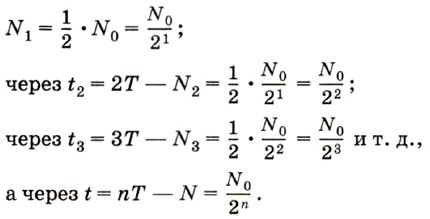 N₁ = 1/2 · N₀ = N₀/2¹ ;
через t₂ = 2T — N₂ = 1/2 · N₀/2¹ = N₀/2² ;
через t₃ = 3T — N₃ = 1/2 · N₀/2² = N₀/2³ и т. д.,
а через t = nT — N = N₀/2ⁿ .